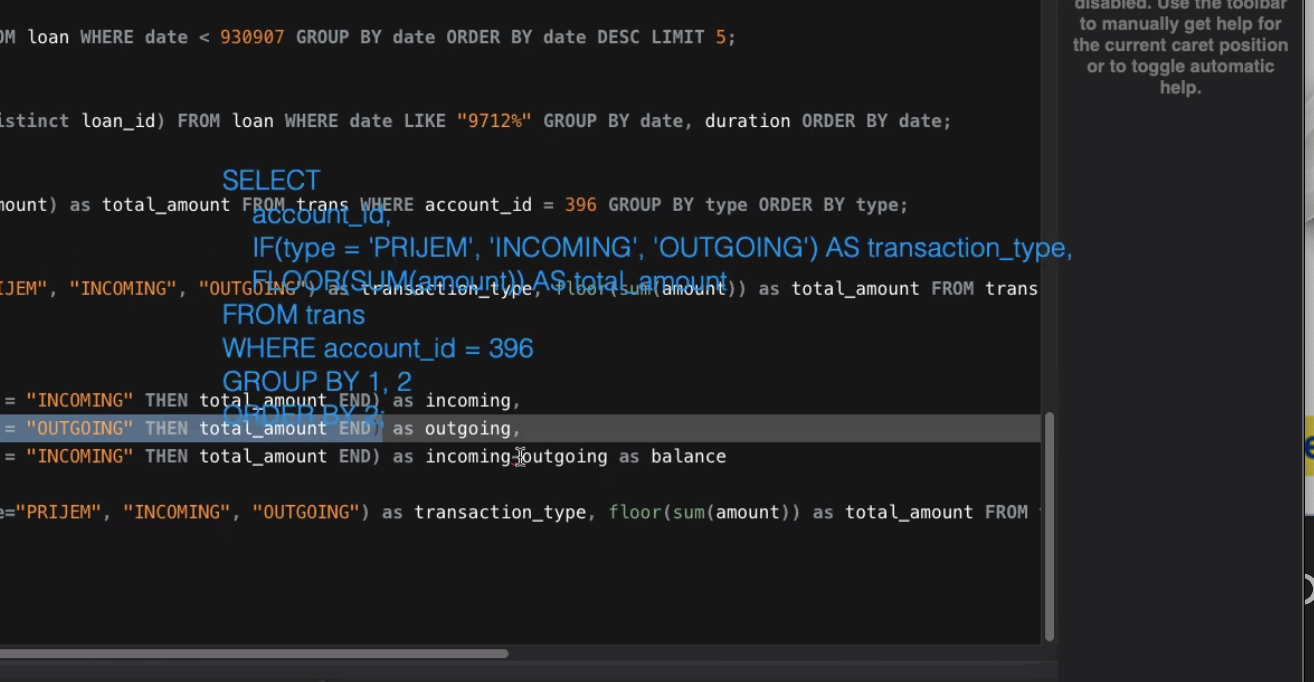 OM loan WHERE date < 930907 GROUP BY date ORDER BY date DESC LIMIT 5;
istinct loan_id) FROM loan WHERE date LIKE "9712%" GROUP BY date, duration ORDER BY date;
mount) as total_amount FROM trans WHERE account_id = 396 GROUP BY type ORDER BY type;
IJEM", "INCOMING", "OUTGOING") as transaction_type, floor(sum(amount)) as total_amount FROM trans
= "INCOMING" THEN total_amount END) as incoming,
= "OUTGOING" THEN total_amount END) as outgoing,
= "INCOMING" THEN total_amount END) as incoming-outgoing as balance
e="PRIJEM", "INCOMING", "OUTGOING") as transaction_type, floor(sum(amount)) as total_amount FROM
SELECT
account_id,
IF(type = 'PRIJEM', 'INCOMING', 'OUTGOING') AS transaction_type,
FLOOR(SUM(amount)) AS total_amount
FROM trans
WHERE account_id = 396
GROUP BY 1, 2
ORDER BY 2;
disabled. Use the toolbar
to manually get help for
the current caret position
or to toggle automatic
help.